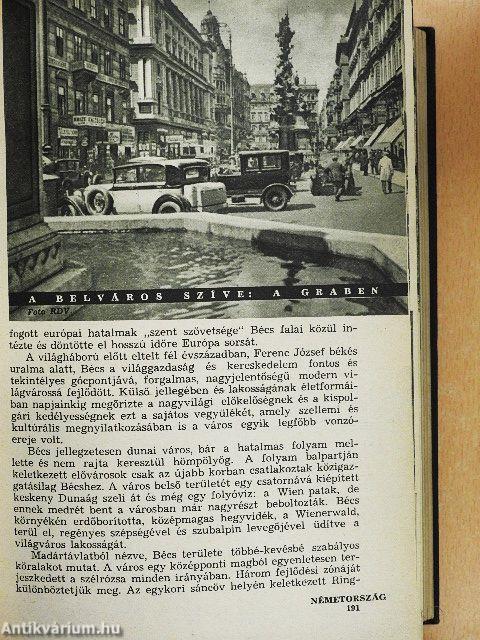 A BELVÁROS SZÍVE: A GRABEN
Foto RDV
fogott európai hatalmak „szent szövetsége" Bécs falai közül in-
tézte és döntötte el hosszú időre Európa sorsát.
A világháború előtt eltelt fél évszázadban, Ferenc József békés
uralma alatt, Bécs a világgazdaság és kereskedelem fontos és
tekintélyes gócpontjává, forgalmas, nagyjelentőségű modern vi-
lágvárossá fejlődött. Külső jellegében és lakosságának életformái-
ban napjainkig megőrizte a nagyvilági előkelőségnek és a kispol-
gári kedélyességnek ezt a sajátos vegyülékét, amely szellemi és
kultúrális megnyilatkozásaiban is a város egyik legfőbb vonzó-
ereje volt.
Bécs jellegzetesen dunai város, bár a hatalmas folyam mel-
lette és nem rajta keresztül hömpölyög. A folyam balpartján
keletkezett elővárosok csak az újabb korban csatlakoztak közigaz-
gatásilag Bécshez. A város belső területét egy csatornává kiépített
keskeny Dunaág szeli át és még egy folyóvíz: a Wien patak, de
ennek medrét bent a városban már nagyrészt beboltozták. Bécs
környékén erdőborította, középmagas hegyvidék, a Wienerwald,
terül el, regényes szépségével és szubalpin levegőjével üdítve a
világváros lakosságát.
Madártávlatból nézve, Bécs területe többé-kevésbé szabályos
köralakot mutat. A város egy középponti magból egyenletesen ter-
jeszkedett a szélrózsa minden irányában. Három fejlődési zónáját
különböztetjük meg. Az egykori sáncöv helyén keletkezett Ring-
NÉMETORSZÁG
191
Antikvárium.hu